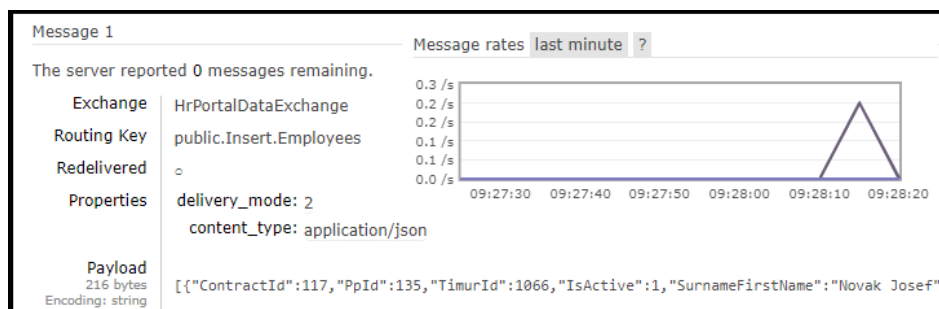 Message 1
The server reported 0 messages remaining.
Exchange HrPortalDataExchange
Routing Key public.Insert.Employees
Redelivered ○
Properties delivery_mode: 2
content_type: application/json
Payload
216 bytes
Encoding: string
[{"ContractId":117,"PpId":135,"TimurId":1066,"IsActive":1,"SurnameFirstName":"Novak Josef"
Message rates last minute ?
0.3 /s
0.2 /s
0.2 /s
0.1 /s
0.1 /s
0.0 /s
09:27:30 09:27:40 09:27:50 09:28:00 09:28:10 09:28:20